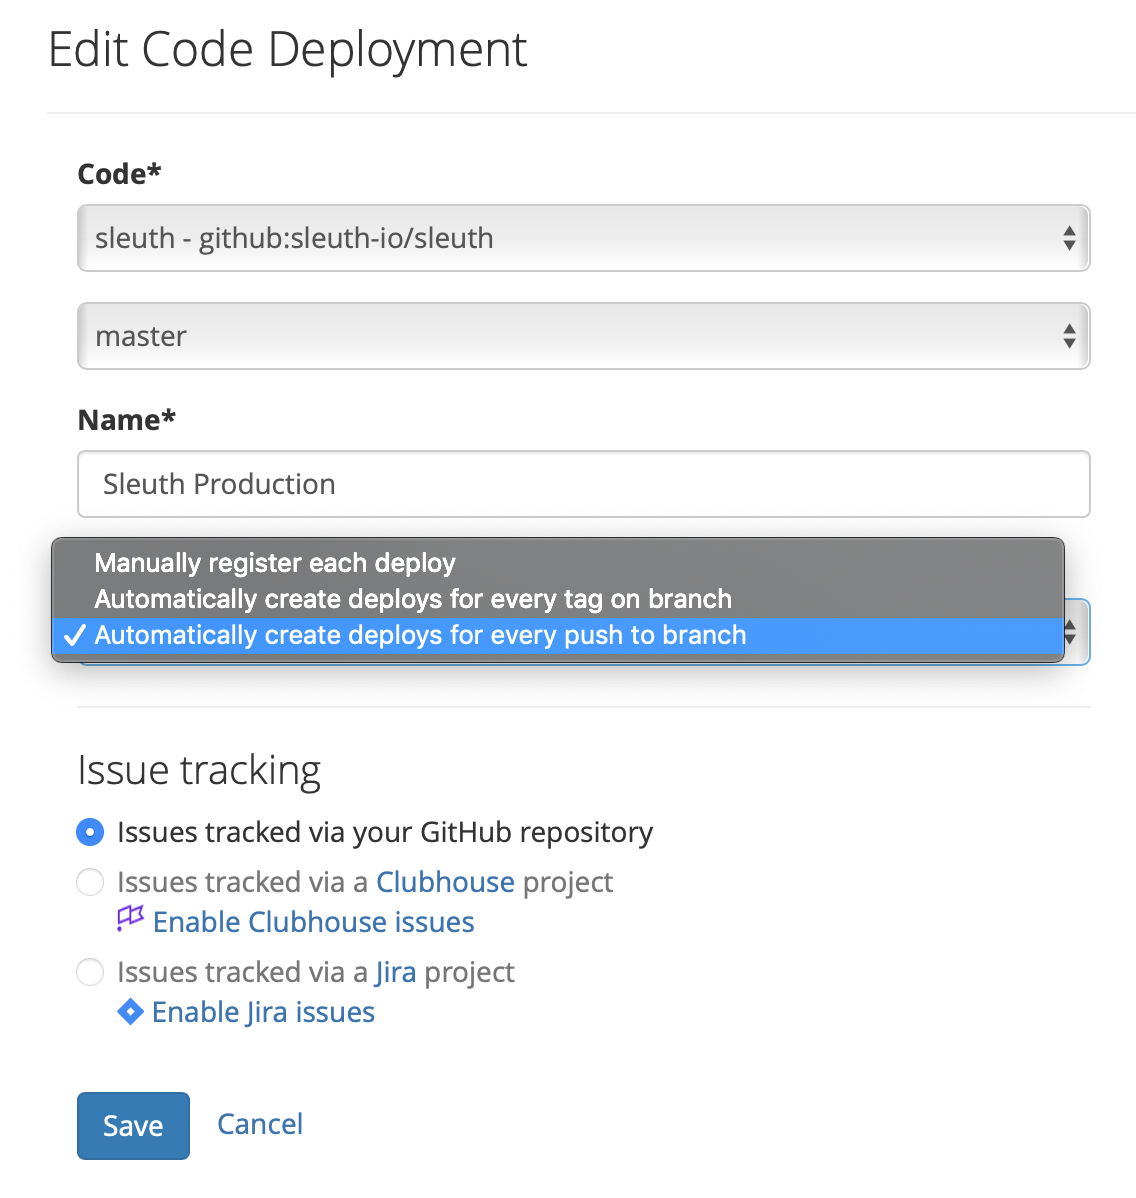 Edit Code Deployment
Code*
sleuth - github:sleuth-io/sleuth
master
Name*
Sleuth Production
Manually register each deploy
Automatically create deploys for every tag on branch
Automatically create deploys for every push to branch
Issue tracking
Issues tracked via your GitHub repository
Issues tracked via a Clubhouse project
Enable Clubhouse issues
Issues tracked via a Jira project
Enable Jira issues
Save Cancel